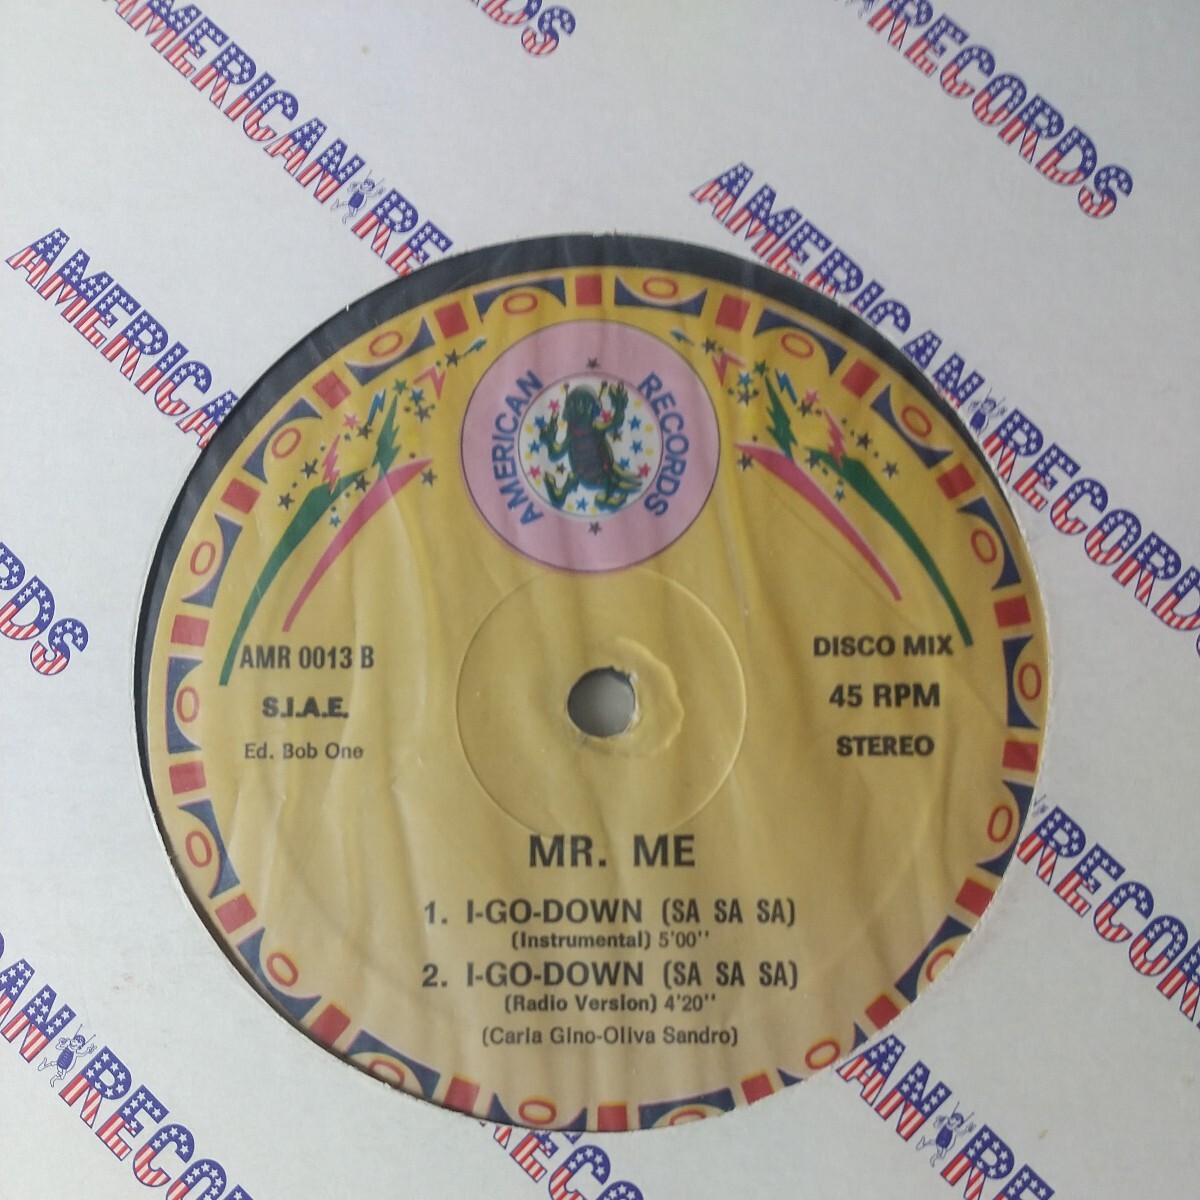 AMERICAN RECORDS
AMERICAN RECORDS
AMERICAN RECORDS
AMERICAN
RECORDS
AMERICAN RECORDS
AMR 0013 B
S.I.A.E.
Ed. Bob One
DISCO MIX
45 RPM
STEREO
MR. ME
1. I-GO-DOWN (SA SA SA)
(Instrumental) 5'00''
2. I-GO-DOWN (SA SA SA)
(Radio Version) 4'20''
(Carla Gino-Oliva Sandro)